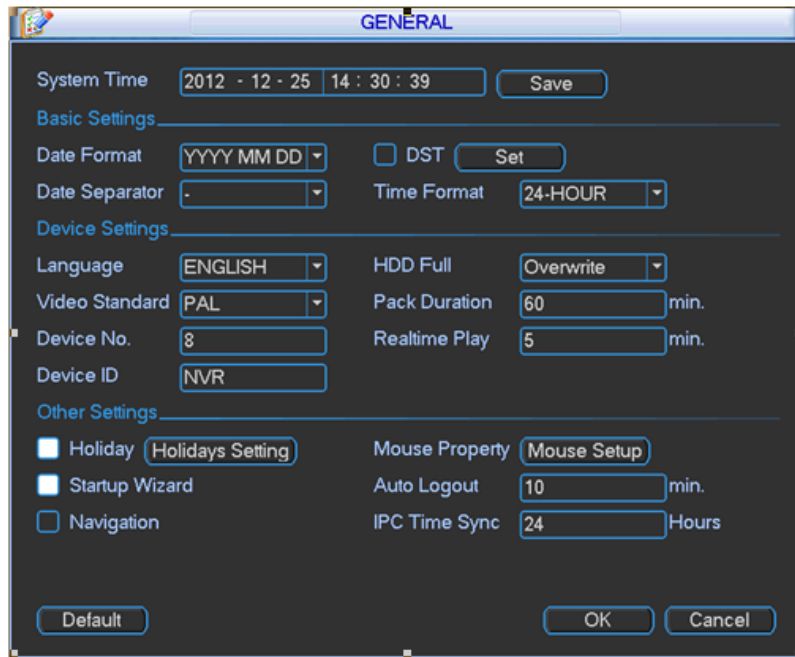 GENERAL
System Time 2012 - 12 - 25 14 : 30 : 39 Save
Basic Settings
Date Format YYYY MM DD DST Set
Date Separator - Time Format 24-HOUR
Device Settings
Language ENGLISH HDD Full Overwrite
Video Standard PAL Pack Duration 60 min.
Device No. 8 Realtime Play 5 min.
Device ID NVR
Other Settings
Holiday Holidays Setting Mouse Property Mouse Setup
Startup Wizard Auto Logout 10 min.
Navigation IPC Time Sync 24 Hours
Default OK Cancel